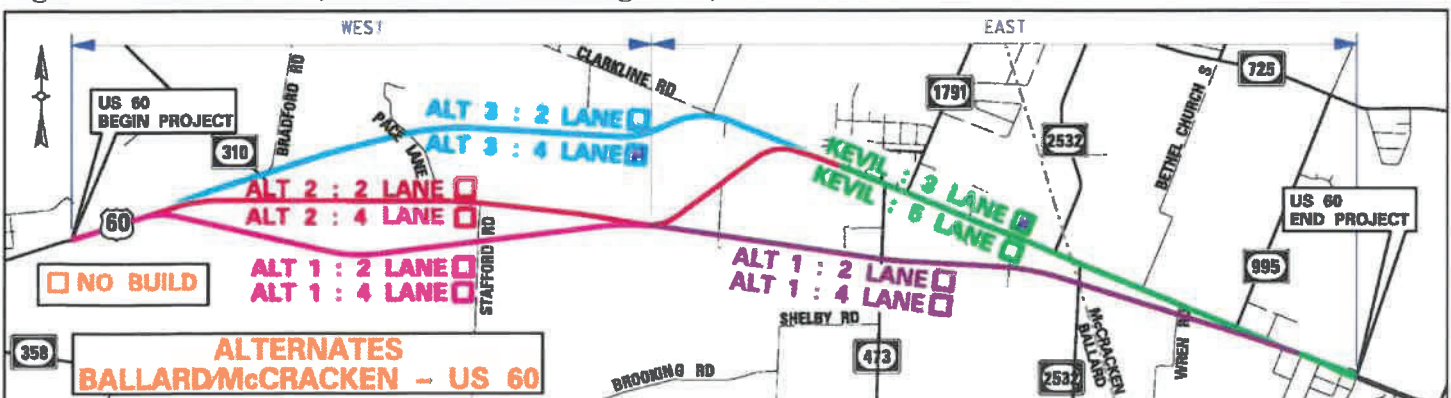 WEST
EAST
CLARKLINE RD
BRADFORD RD
725
1791
US 60
BEGIN PROJECT
PACE LANE
ALT 3 : 2 LANE
ALT 3 : 4 LANE
310
2532
BETHEL CHURCH S
KEVIL : 3 LANE
KEVIL : 5 LANE
ALT 2 : 2 LANE
ALT 2 : 4 LANE
US 60
END PROJECT
60
STAFFORD RD
ALT 1 : 2 LANE
ALT 1 : 4 LANE
ALT 1 : 2 LANE
ALT 1 : 4 LANE
995
NO BUILD
SHELBY RD
McCRACKEN
BALLARD
WREN RD
358
ALTERNATES
BALLARD/McCRACKEN - US 60
473
2532
BROOKING RD